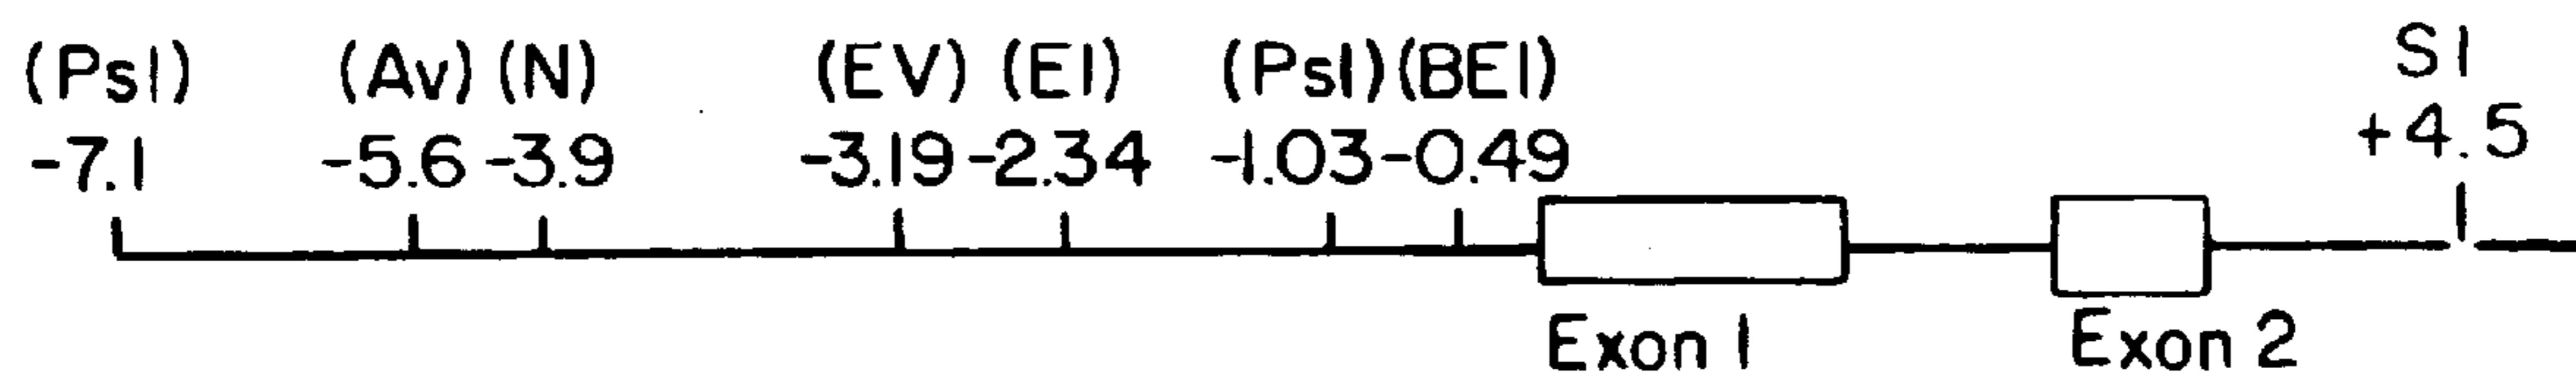 SI
(PsI) (Av) (N) (EV) (EI) (PsI) (BEI)
+4.5
-7.1 -5.6 -3.9 -3.19 -2.34 -1.03 -0.49
Exon 1 Exon 2